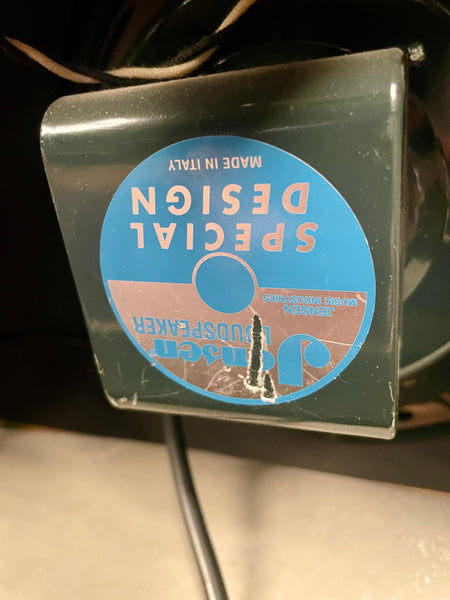 Jensen
LOUDSPEAKER
JENSEN
MUSIC INDUSTRIES
SPECIAL
DESIGN
MADE IN ITALY